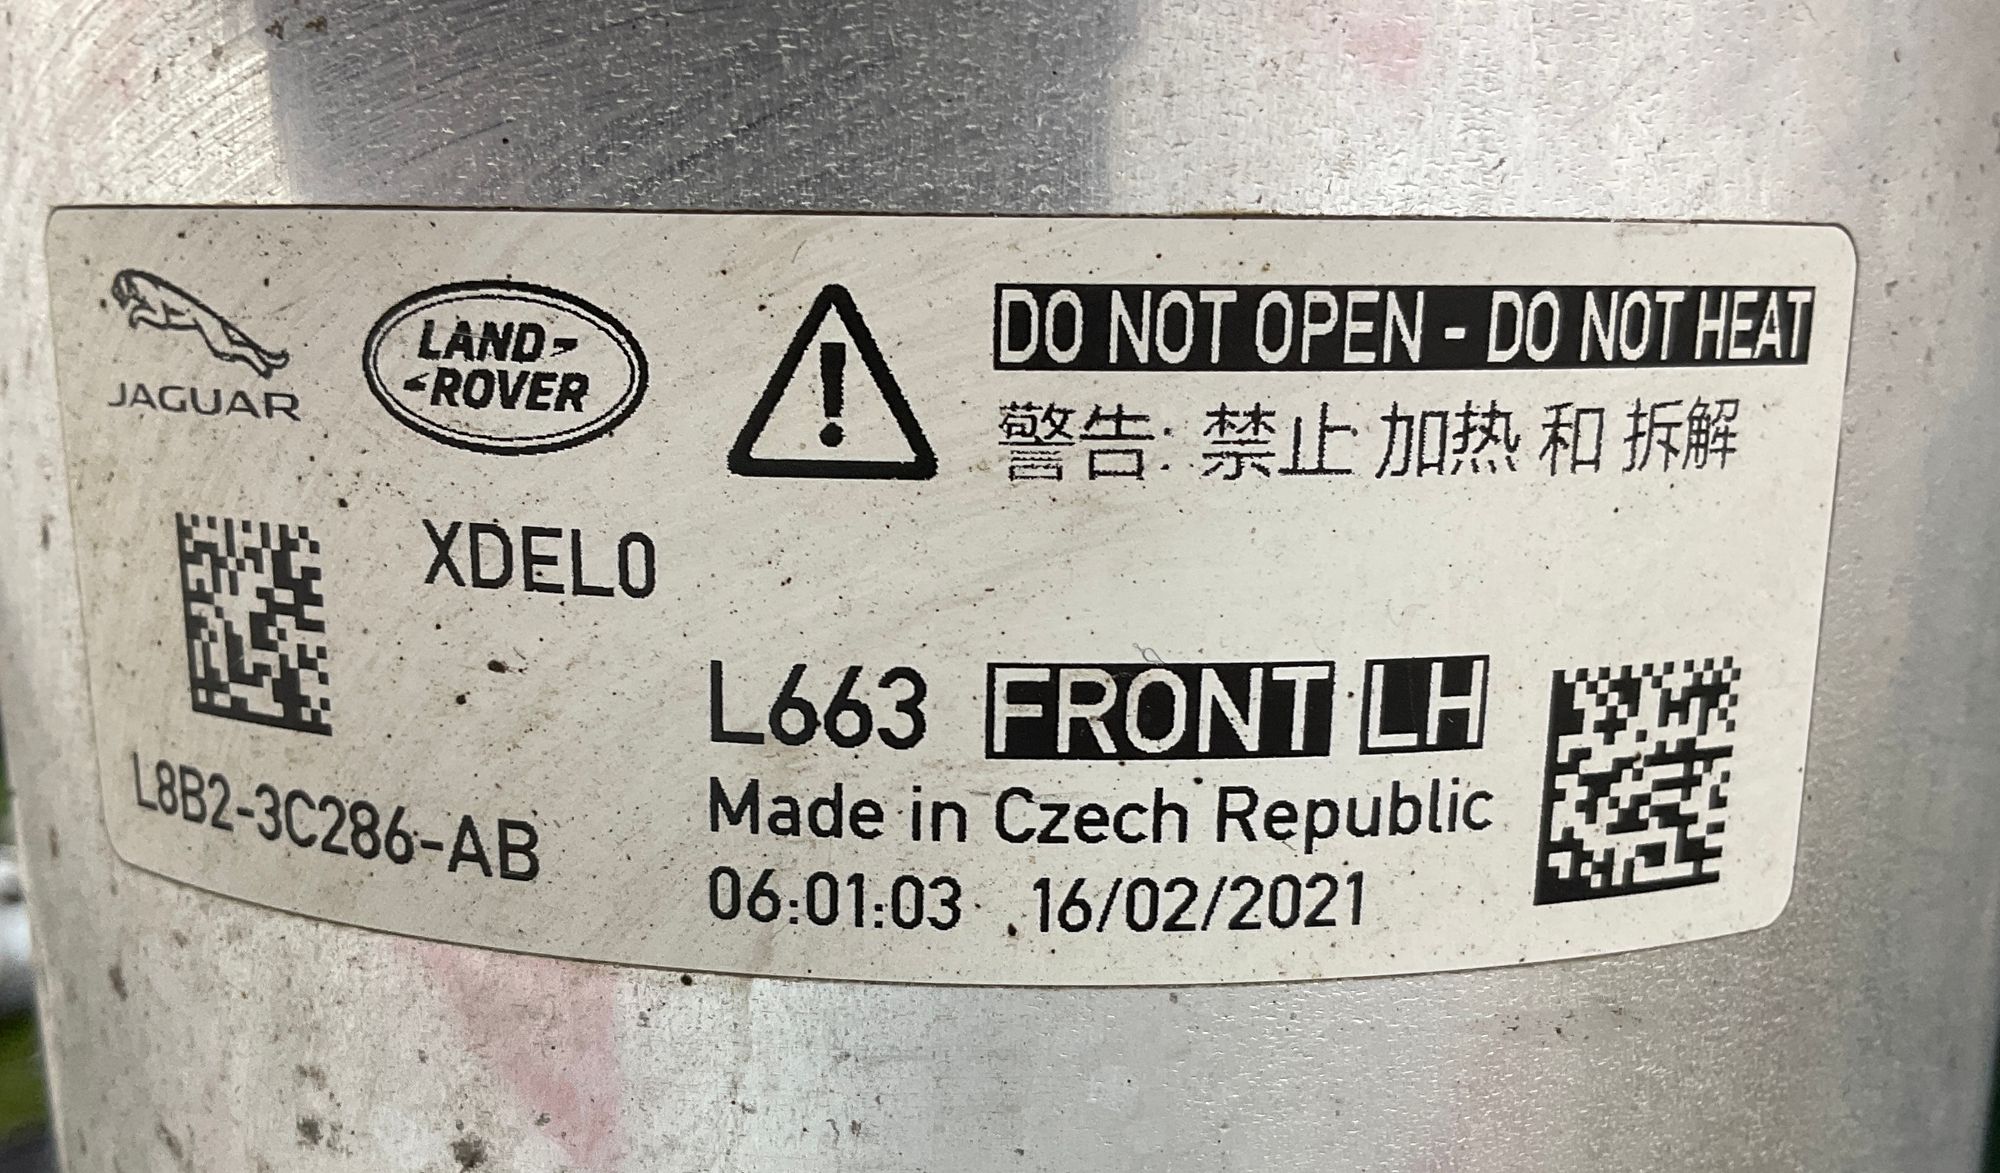 JAGUAR
LAND-
-ROVER
DO NOT OPEN - DO NOT HEAT
警告: 禁止 加热 和 拆解
XDEL0
L8B2-3C286-AB
L663 FRONT LH
Made in Czech Republic
06:01:03 16/02/2021